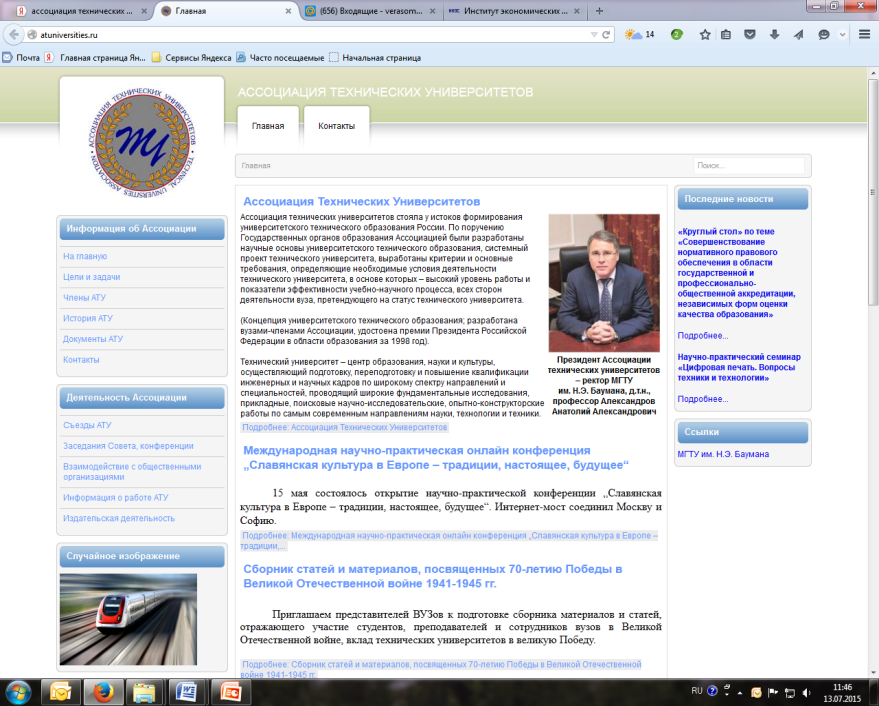 ассоциация технических ...
Главная
(656) Входящие - verasom...
Институт экономических ...
atuniversities.ru
14
2
Почта
Главная страница Ян...
Сервисы Яндекса
Часто посещаемые
Начальная страница
АССОЦИАЦИЯ ТЕХНИЧЕСКИХ УНИВЕРСИТЕТОВ
АССОЦИАЦИЯ ТЕХНИЧЕСКИХ УНИВЕРСИТЕТОВ
TECHNICAL UNIVERSITIES ASSOCIATION
Главная
Контакты
Главная
Поиск...
Информация об Ассоциации
На главную
Цели и задачи
Члены АТУ
История АТУ
Документы АТУ
Контакты
Деятельность Ассоциации
Съезды АТУ
Заседания Совета, конференции
Взаимодействие с общественными
организациями
Информация о работе АТУ
Издательская деятельность
Случайное изображение
Ассоциация Технических Университетов
Ассоциация технических университетов стояла у истоков формирования
университетского технического образования России. По поручению
Государственных органов образования Ассоциацией были разработаны
научные основы университетского технического образования, системный
проект технического университета, выработаны критерии и основные
требования, определяющие необходимые условия деятельности
технического университета, в основе которых – высокий уровень работы и
показатели эффективности учебно-научного процесса, всех сторон
деятельности вуза, претендующего на статус технического университета.
(Концепция университетского технического образования; разработана
вузами-членами Ассоциации, удостоена премии Президента Российской
Федерации в области образования за 1998 год).
Технический университет – центр образования, науки и культуры,
осуществляющий подготовку, переподготовку и повышение квалификации
инженерных и научных кадров по широкому спектру направлений и
специальностей, проводящий широкие фундаментальные исследования,
прикладные, поисковые научно-исследовательские, опытно-конструкторские
работы по самым современным направлениям науки, технологии и техники.
Подробнее: Ассоциация Технических Университетов
Президент Ассоциации
технических университетов
– ректор МГТУ
им. Н.Э. Баумана, д.т.н.,
профессор Александров
Анатолий Александрович
Международная научно-практическая онлайн конференция
„Славянская культура в Европе – традиции, настоящее, будущее“
15 мая состоялось открытие научно-практической конференции „Славянская
культура в Европе – традиции, настоящее, будущее“. Интернет-мост соединил Москву и
Софию.
Подробнее: Международная научно-практическая онлайн конференция „Славянская культура в Европе –
традиции,...
Сборник статей и материалов, посвященных 70-летию Победы в
Великой Отечественной войне 1941-1945 гг.
Приглашаем представителей ВУЗов к подготовке сборника материалов и статей,
отражающего участие студентов, преподавателей и сотрудников вузов в Великой
Отечественной войне, вклад технических университетов в великую Победу.
Подробнее: Сборник статей и материалов, посвященных 70-летию Победы в Великой Отечественной
войне 1941-1945 гг.
Последние новости
«Круглый стол» по теме
«Совершенствование
нормативного правового
обеспечения в области
государственной и
профессионально-
общественной аккредитации,
независимых форм оценки
качества образования»
Подробнее...
Научно-практический семинар
«Цифровая печать. Вопросы
техники и технологии»
Подробнее...
Ссылки
МГТУ им. Н.Э. Баумана
RU
11:46
13.07.2015